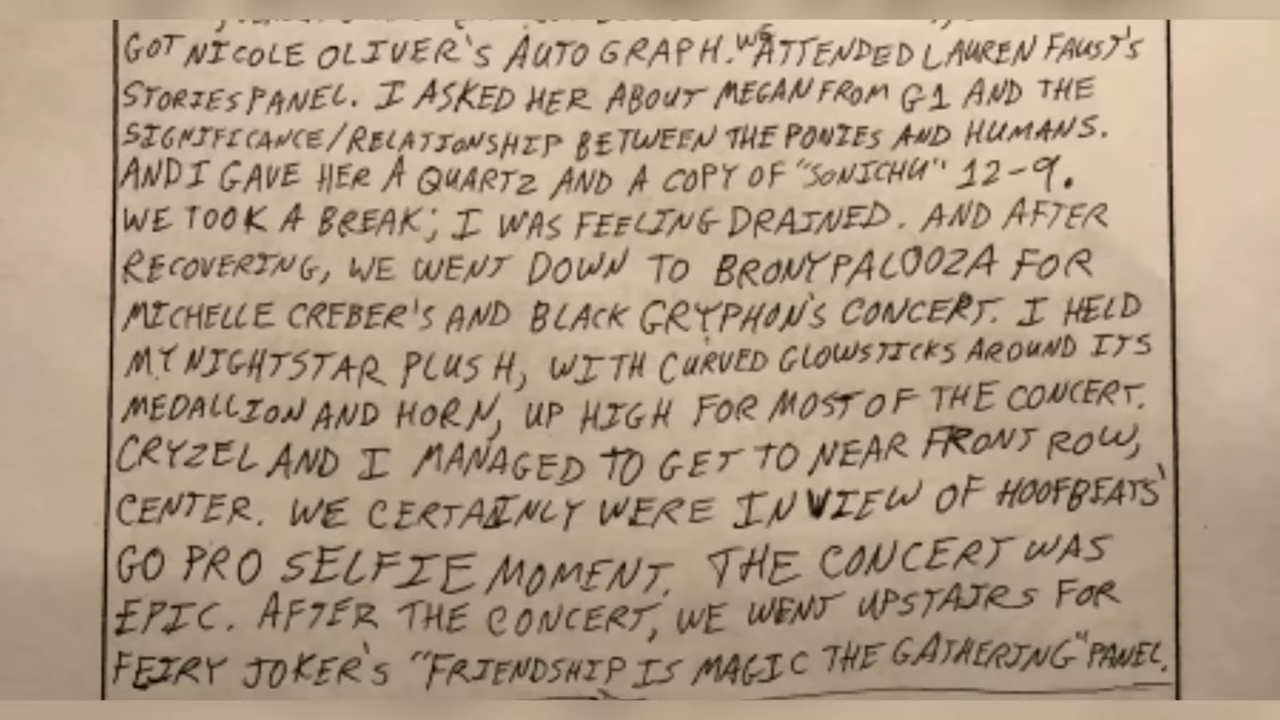 GOT NICOLE OLIVER'S AUTOGRAPH. WE ATTENDED LAUREN FAUST'S
STORIES PANEL. I ASKED HER ABOUT MEGAN FROM G1 AND THE
SIGNIFICANCE/RELATIONSHIP BETWEEN THE PONIES AND HUMANS.
AND I GAVE HER A QUARTZ AND A COPY OF "SONICHU" 12-9.
WE TOOK A BREAK; I WAS FEELING DRAINED. AND AFTER
RECOVERING, WE WENT DOWN TO BRONYPALOOZA FOR
MICHELLE CREBER'S AND BLACK GRYPHON'S CONCERT. I HELD
MY NIGHTSTAR PLUSH, WITH CURVED GLOWSTICKS AROUND ITS
MEDALLION AND HORN, UP HIGH FOR MOST OF THE CONCERT.
CRYZEL AND I MANAGED TO GET TO NEAR FRONT ROW,
CENTER. WE CERTAINLY WERE IN VIEW OF HOOFBEATS'
GO PRO SELFIE MOMENT. THE CONCERT WAS
EPIC. AFTER THE CONCERT, WE WENT UPSTAIRS FOR
FEIRY JOKER'S "FRIENDSHIP IS MAGIC THE GATHERING" PANEL.